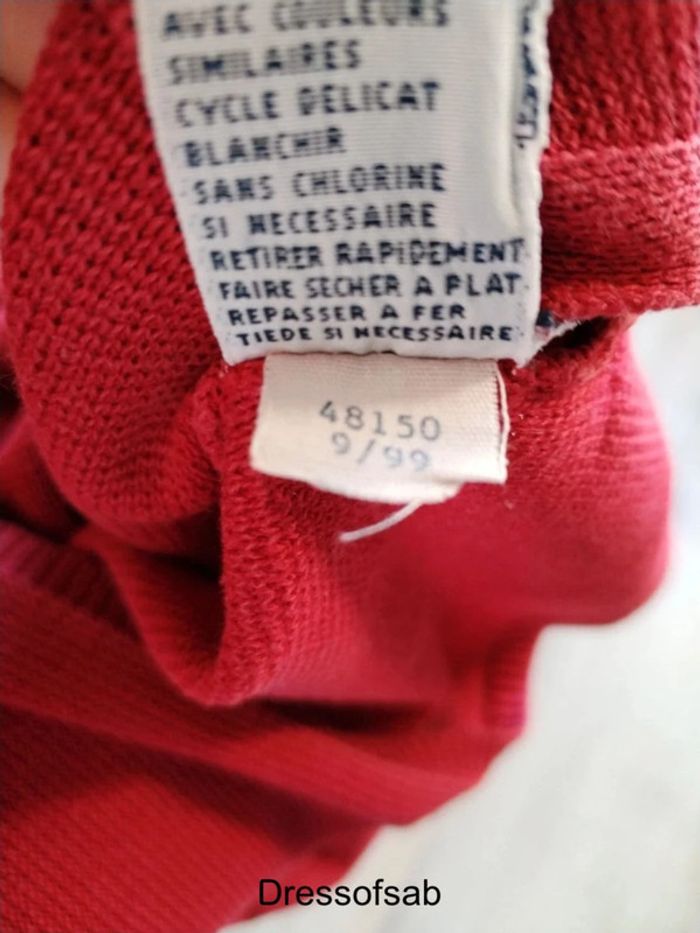 AVEC COULEURS
SIMILAIRES
CYCLE DELICAT
BLANCHIR
SANS CHLORINE
SI NECESSAIRE
RETIRER RAPIDEMENT
FAIRE SECHER A PLAT
REPASSER A FER
TIEDE SI NECESSAIRE
48150
9/99
Dressofsab